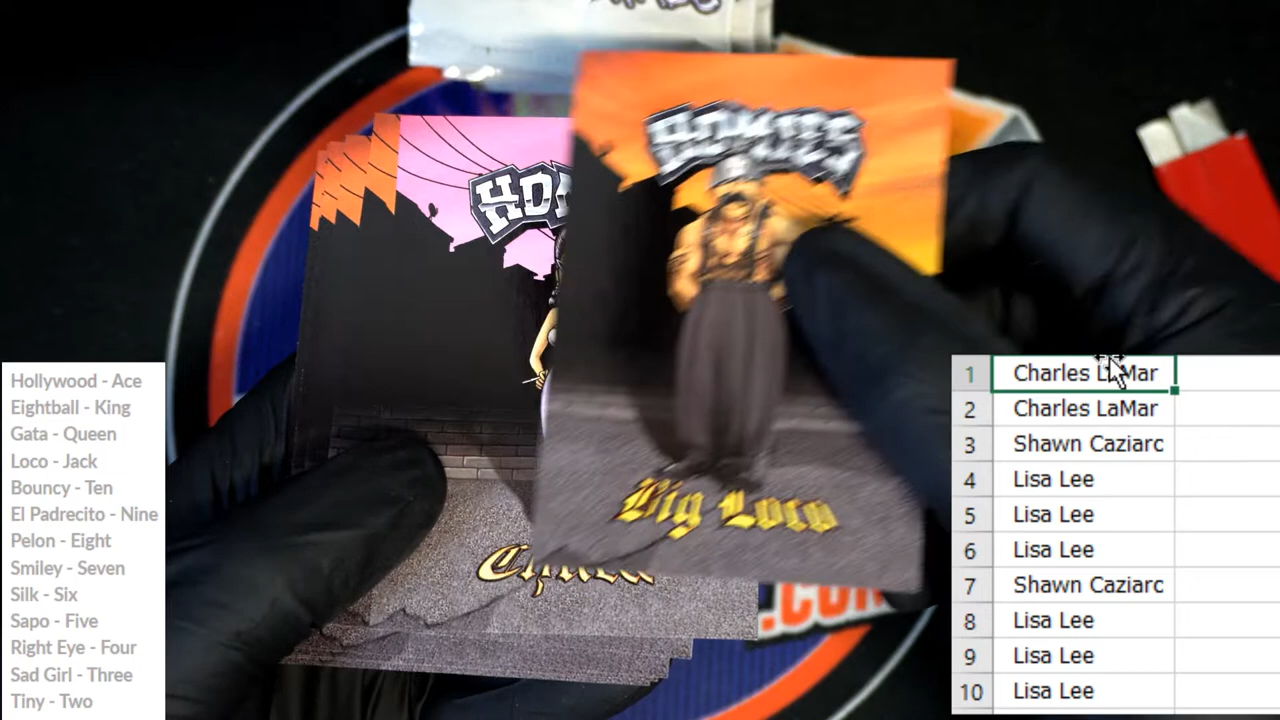 HOMIES
Big Loco
.COM
Hollywood - Ace
Eightball - King
Gata - Queen
Loco - Jack
Bouncy - Ten
El Padrecito - Nine
Pelon - Eight
Smiley - Seven
Silk - Six
Sapo - Five
Right Eye - Four
Sad Girl - Three
Tiny - Two
1 Charles LaMar
2 Charles LaMar
3 Shawn Caziarc
4 Lisa Lee
5 Lisa Lee
6 Lisa Lee
7 Shawn Caziarc
8 Lisa Lee
9 Lisa Lee
10 Lisa Lee